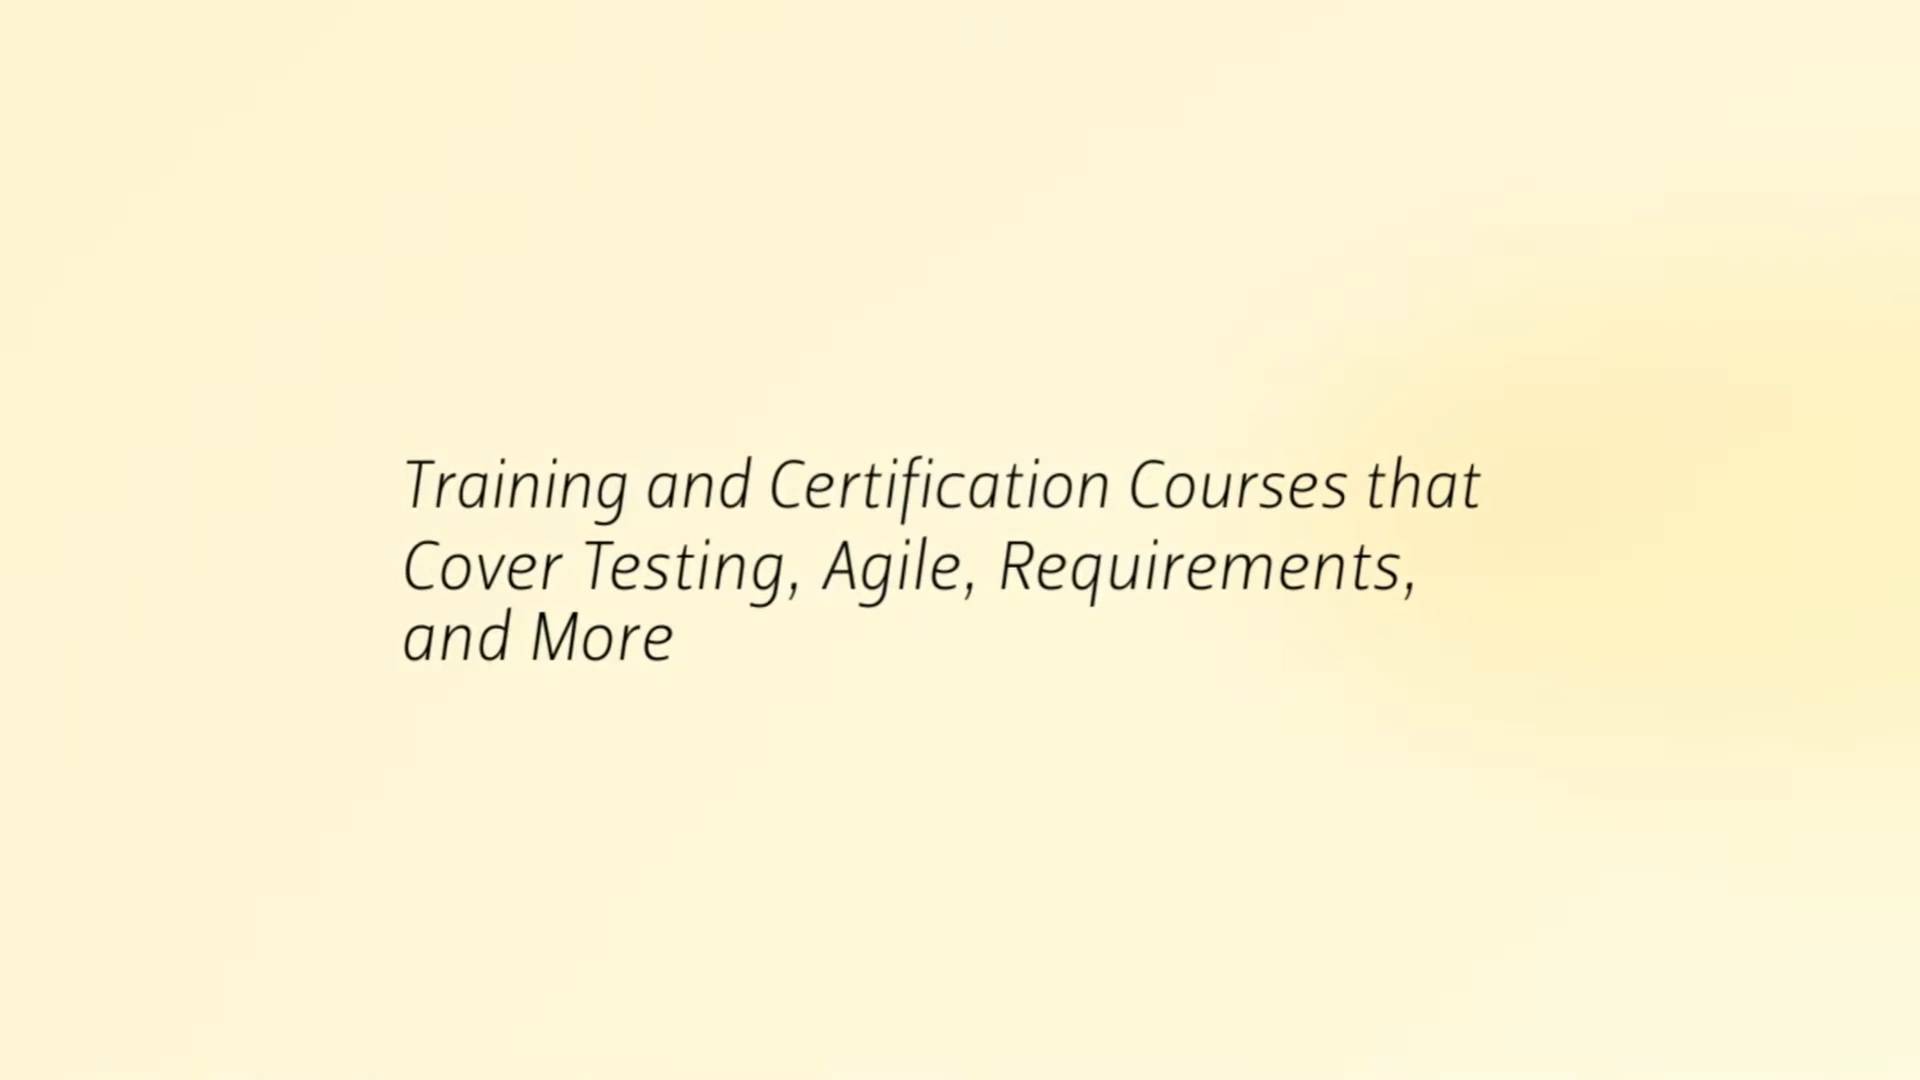 Training and Certification Courses that
Cover Testing, Agile, Requirements,
and More